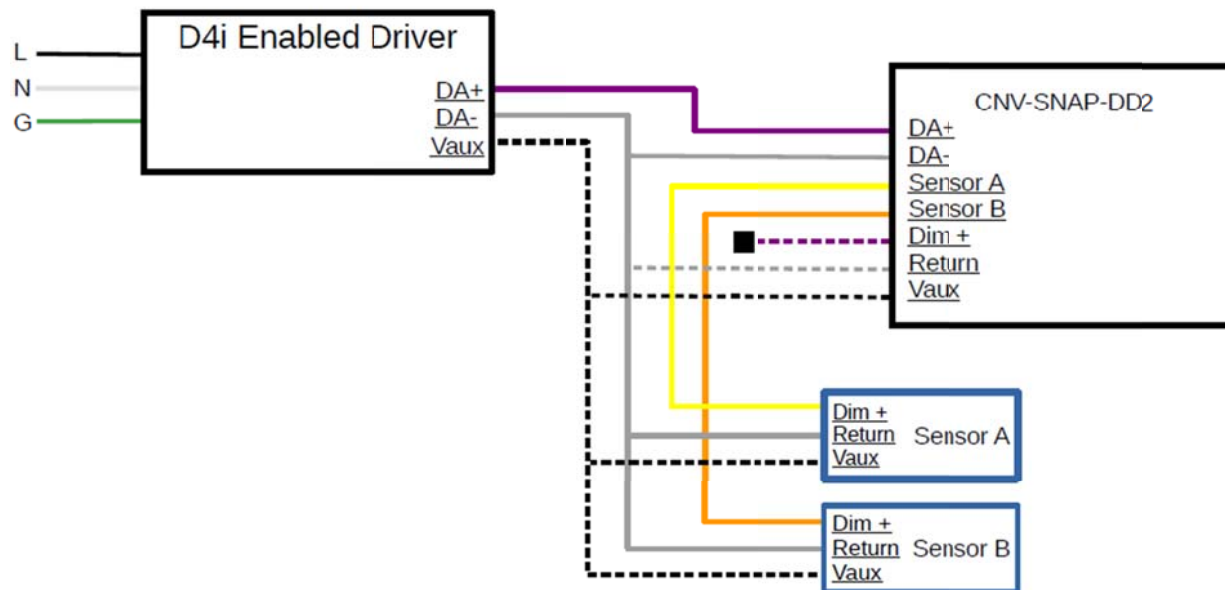 D4i Enabled Driver
L
N
G
DA+
DA-
Vaux
CNV-SNAP-DD2
DA+
DA-
Sensor A
Sensor B
Dim +
Return
Vaux
Dim +
Return
Vaux
Sensor A
Dim +
Return
Vaux
Sensor B